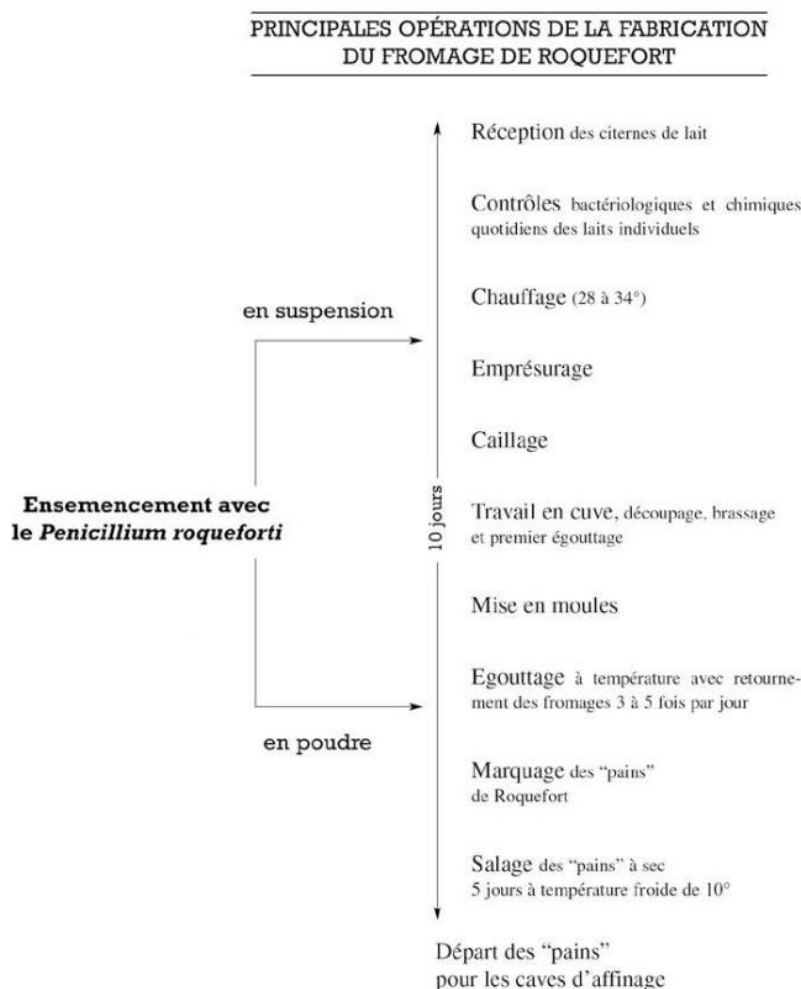 PRINCIPALES OPÉRATIONS DE LA FABRICATION
DU FROMAGE DE ROQUEFORT
Réception des citernes de lait
Contrôles bactériologiques et chimiques
quotidiens des laits individuels
Chauffage (28 à 34°)
en suspension
Emprésurage
Caillage
Ensemencement avec
le Penicillium roqueforti
10 jours
Travail en cuve, découpage, brassage
et premier égouttage
Mise en moules
Egouttage à température avec retourne-
ment des fromages 3 à 5 fois par jour
en poudre
Marquage des “pains”
de Roquefort
Salage des “pains” à sec
5 jours à température froide de 10°
Départ des “pains”
pour les caves d’affinage